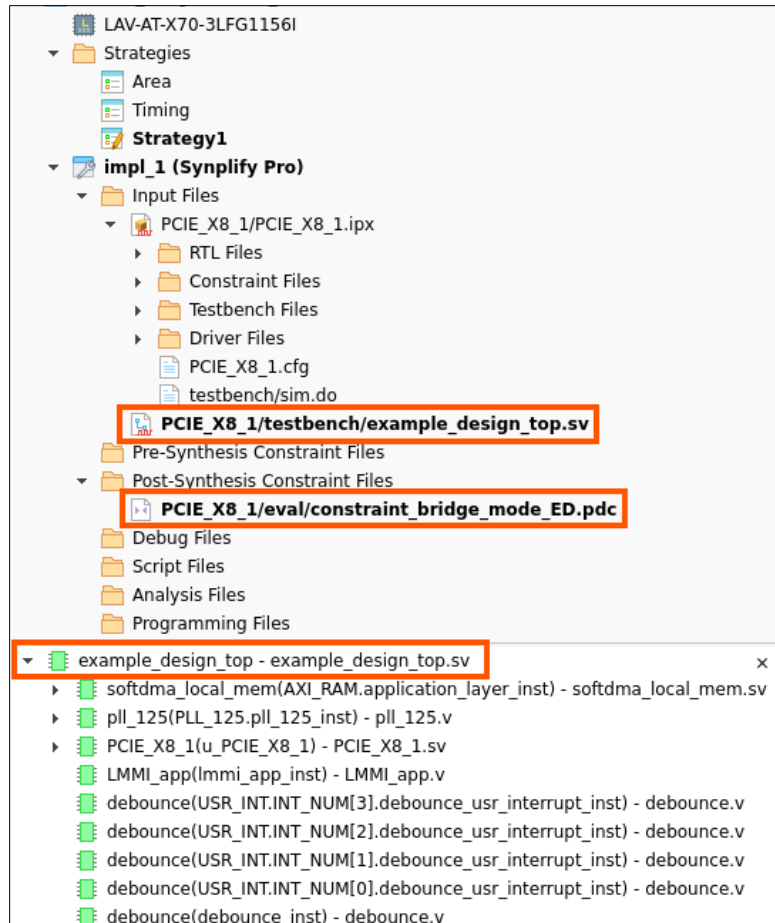 LAV-AT-X70-3LFG1156I
Strategies
Area
Timing
Strategy1
impl_1 (Synplify Pro)
Input Files
PCIE_X8_1/PCIE_X8_1.ipx
RTL Files
Constraint Files
Testbench Files
Driver Files
PCIE_X8_1.cfg
testbench/sim.do
PCIE_X8_1/testbench/example_design_top.sv
Pre-Synthesis Constraint Files
Post-Synthesis Constraint Files
PCIE_X8_1/eval/constraint_bridge_mode_ED.pdc
Debug Files
Script Files
Analysis Files
Programming Files
example_design_top - example_design_top.sv
softdma_local_mem(AXI_RAM.application_layer_inst) - softdma_local_mem.sv
pll_125(PLL_125.pll_125_inst) - pll_125.v
PCIE_X8_1(u_PCIE_X8_1) - PCIE_X8_1.sv
LMMI_app(lmmi_app_inst) - LMMI_app.v
debounce(USR_INT.INT_NUM[3].debounce_usr_interrupt_inst) - debounce.v
debounce(USR_INT.INT_NUM[2].debounce_usr_interrupt_inst) - debounce.v
debounce(USR_INT.INT_NUM[1].debounce_usr_interrupt_inst) - debounce.v
debounce(USR_INT.INT_NUM[0].debounce_usr_interrupt_inst) - debounce.v
debounce(debounce_inst) - debounce.v